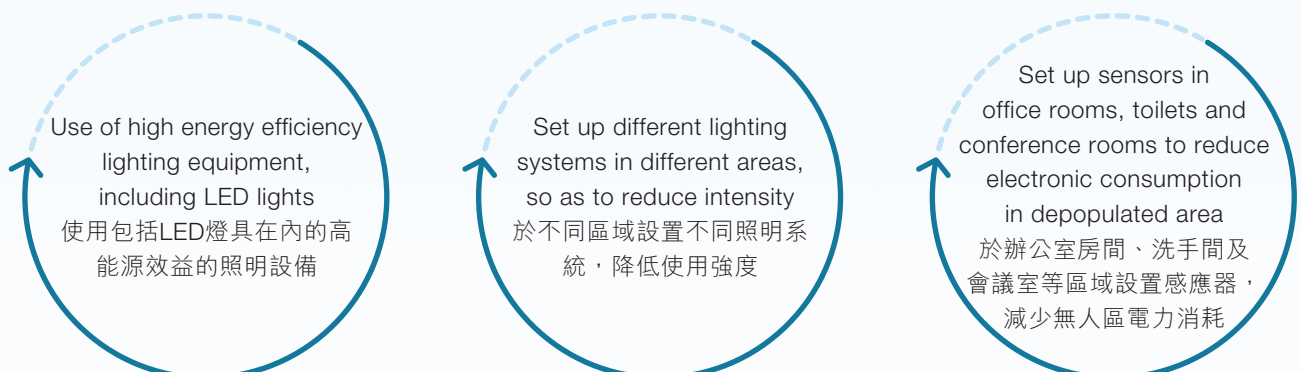 Use of high energy efficiency
lighting equipment,
including LED lights
使用包括LED燈具在內的高
能源效益的照明設備
Set up different lighting
systems in different areas,
so as to reduce intensity
於不同區域設置不同照明系
統，降低使用強度
Set up sensors in
office rooms, toilets and
conference rooms to reduce
electronic consumption
in depopulated area
於辦公室房間、洗手間及
會議室等區域設置感應器，
減少無人區電力消耗